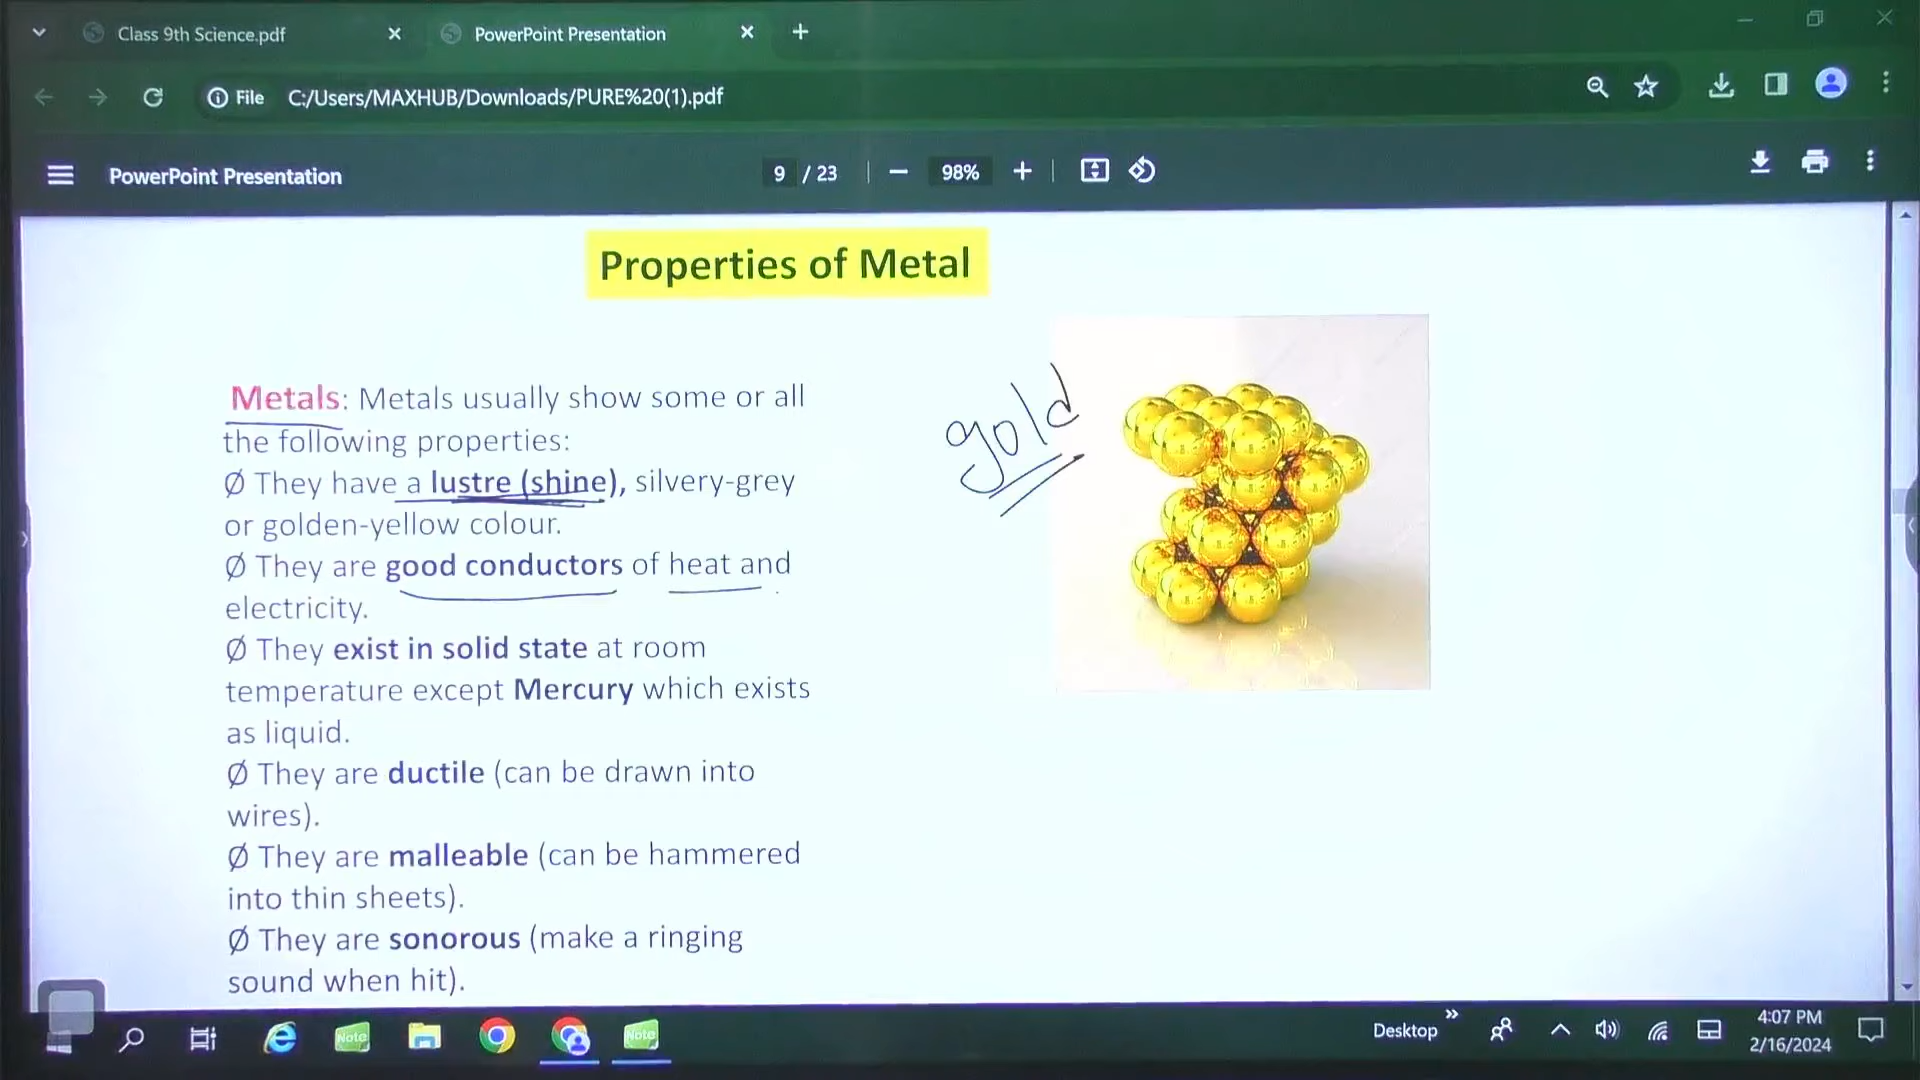 Class 9th Science.pdf
PowerPoint Presentation
File C:/Users/MAXHUB/Downloads/PURE%20(1).pdf
PowerPoint Presentation
9 / 23
98%
Properties of Metal
Metals: Metals usually show some or all
the following properties:
Ø They have a lustre (shine), silvery-grey
or golden-yellow colour.
Ø They are good conductors of heat and
electricity.
Ø They exist in solid state at room
temperature except Mercury which exists
as liquid.
Ø They are ductile (can be drawn into
wires).
Ø They are malleable (can be hammered
into thin sheets).
Ø They are sonorous (make a ringing
sound when hit).
gold
Note
Note
Desktop
4:07 PM
2/16/2024